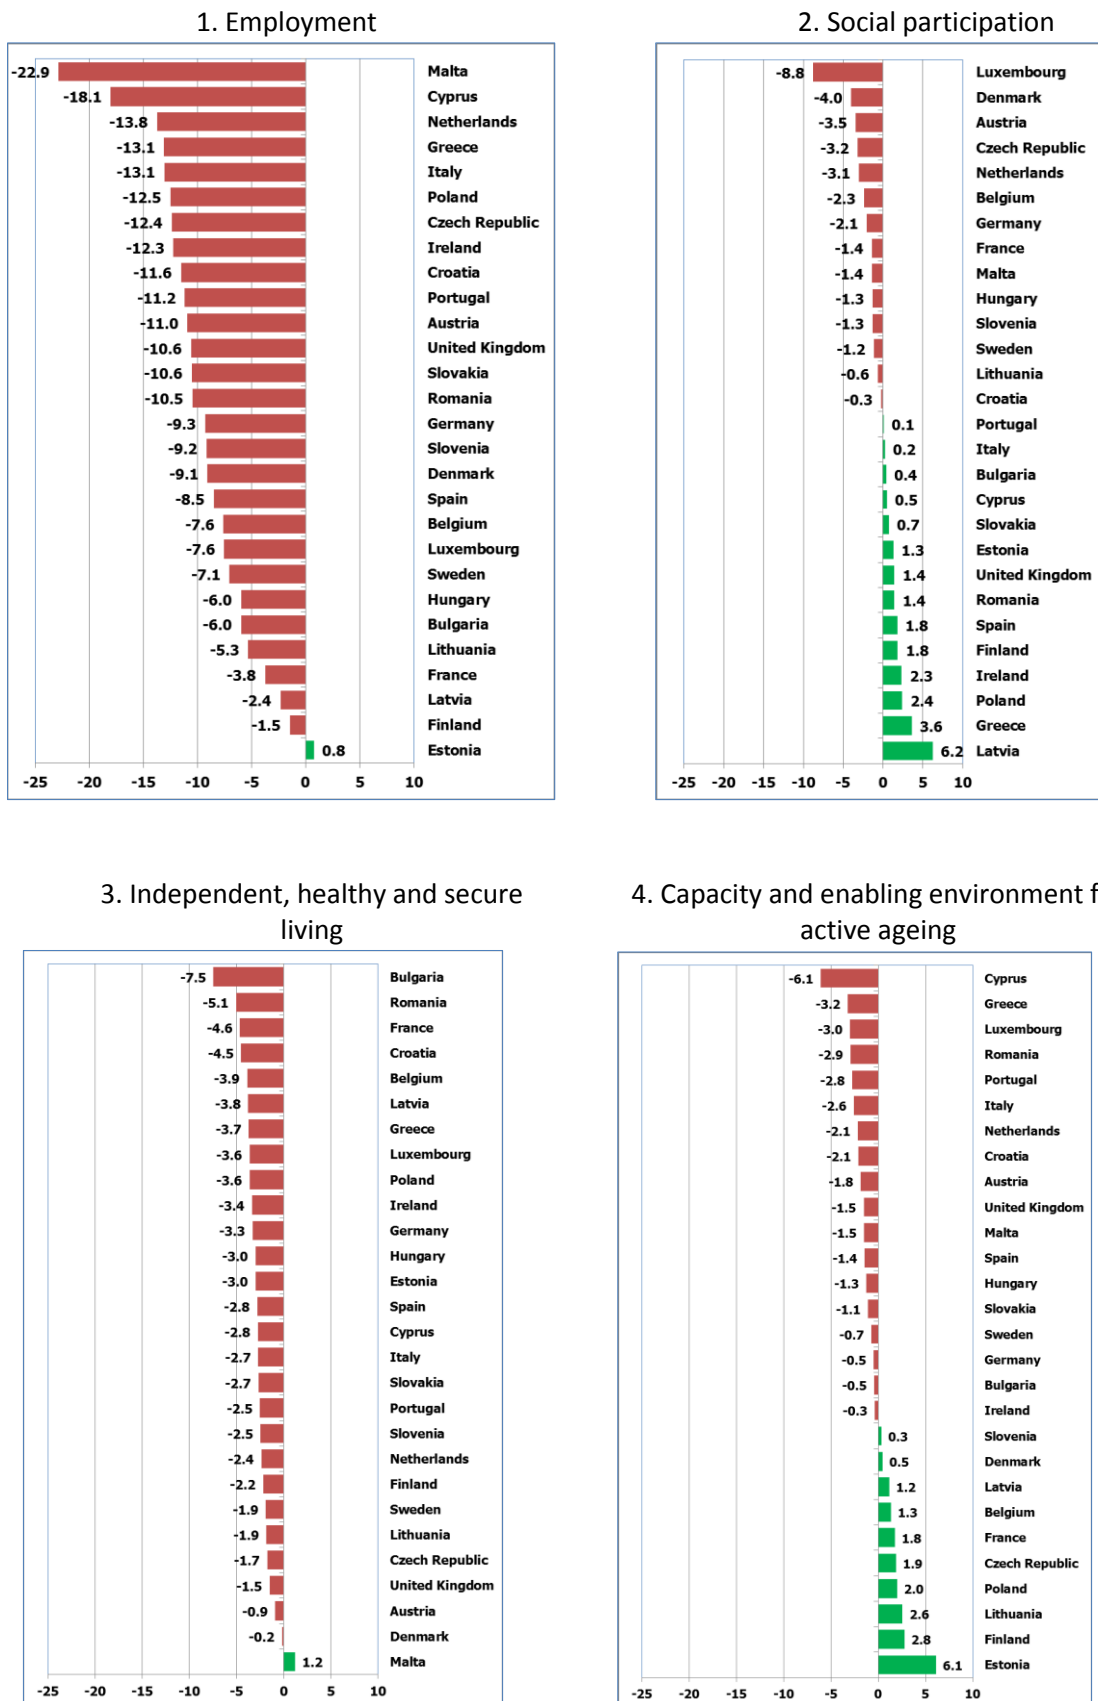 1. Employment
-22.9 Malta
-18.1 Cyprus
-13.8 Netherlands
-13.1 Greece
-13.1 Italy
-12.5 Poland
-12.4 Czech Republic
-12.3 Ireland
-11.6 Croatia
-11.2 Portugal
-11.0 Austria
-10.6 United Kingdom
-10.6 Slovakia
-10.5 Romania
-9.3 Germany
-9.2 Slovenia
-9.1 Denmark
-8.5 Spain
-7.6 Belgium
-7.6 Luxembourg
-7.1 Sweden
-6.0 Hungary
-6.0 Bulgaria
-5.3 Lithuania
-3.8 France
-2.4 Latvia
-1.5 Finland
0.8 Estonia
-25 -20 -15 -10 -5 0 5 10
2. Social participation
-8.8 Luxembourg
-4.0 Denmark
-3.5 Austria
-3.2 Czech Republic
-3.1 Netherlands
-2.3 Belgium
-2.1 Germany
-1.4 France
-1.4 Malta
-1.3 Hungary
-1.3 Slovenia
-1.2 Sweden
-0.6 Lithuania
-0.3 Croatia
0.1 Portugal
0.2 Italy
0.4 Bulgaria
0.5 Cyprus
0.7 Slovakia
1.3 Estonia
1.4 United Kingdom
1.4 Romania
1.8 Spain
1.8 Finland
2.3 Ireland
2.4 Poland
3.6 Greece
6.2 Latvia
-25 -20 -15 -10 -5 0 5 10
3. Independent, healthy and secure
living
-7.5 Bulgaria
-5.1 Romania
-4.6 France
-4.5 Croatia
-3.9 Belgium
-3.8 Latvia
-3.7 Greece
-3.6 Luxembourg
-3.6 Poland
-3.4 Ireland
-3.3 Germany
-3.0 Hungary
-3.0 Estonia
-2.8 Spain
-2.8 Cyprus
-2.7 Italy
-2.7 Slovakia
-2.5 Portugal
-2.5 Slovenia
-2.4 Netherlands
-2.2 Finland
-1.9 Sweden
-1.9 Lithuania
-1.7 Czech Republic
-1.5 United Kingdom
-0.9 Austria
-0.2 Denmark
1.2 Malta
-25 -20 -15 -10 -5 0 5 10
4. Capacity and enabling environment f
active ageing
-6.1 Cyprus
-3.2 Greece
-3.0 Luxembourg
-2.9 Romania
-2.8 Portugal
-2.6 Italy
-2.1 Netherlands
-2.1 Croatia
-1.8 Austria
-1.5 United Kingdom
-1.5 Malta
-1.4 Spain
-1.3 Hungary
-1.1 Slovakia
-0.7 Sweden
-0.5 Germany
-0.5 Bulgaria
-0.3 Ireland
0.3 Slovenia
0.5 Denmark
1.2 Latvia
1.3 Belgium
1.8 France
1.9 Czech Republic
2.0 Poland
2.6 Lithuania
2.8 Finland
6.1 Estonia
-25 -20 -15 -10 -5 0 5 10